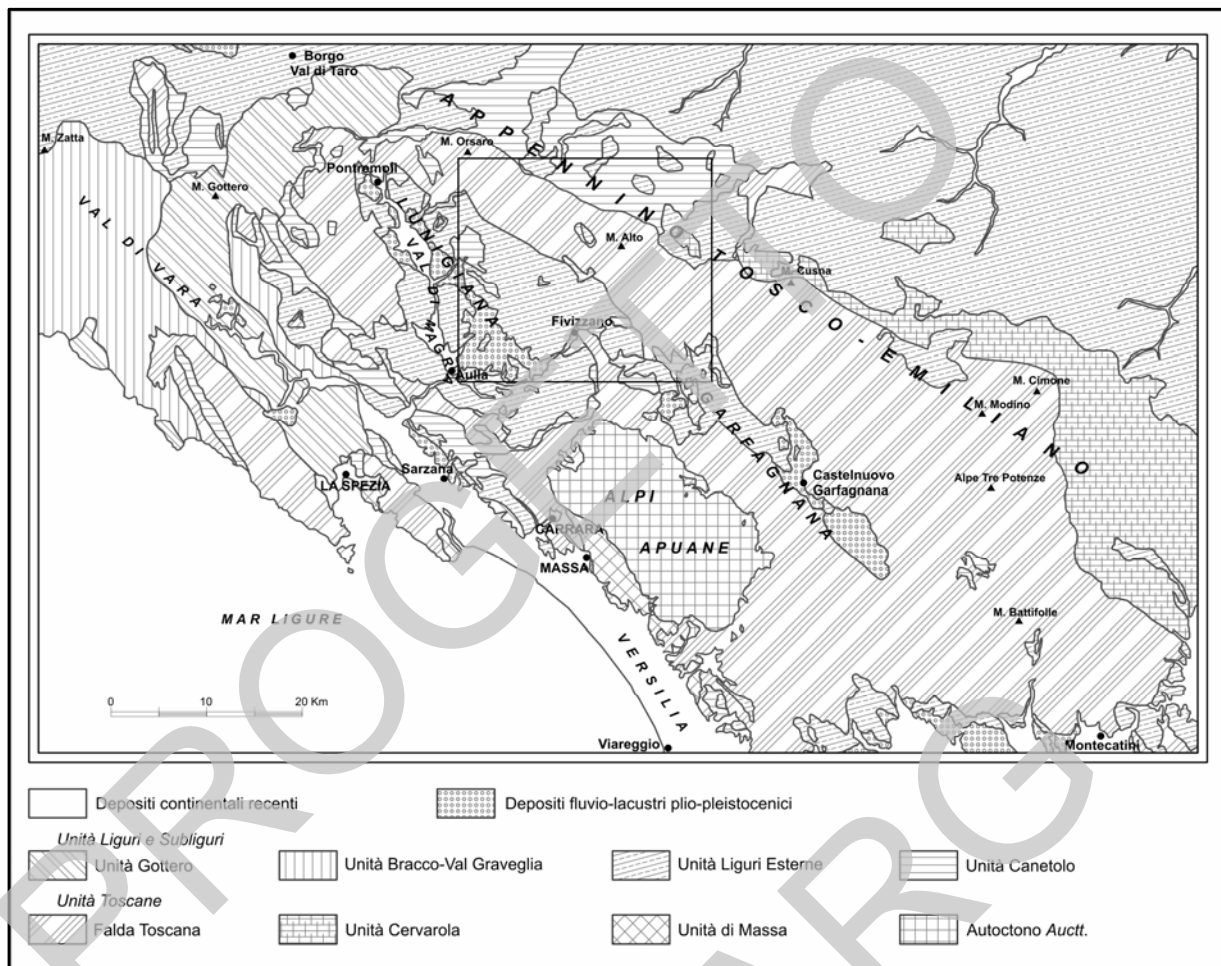 Borgo
Val di Taro
M. Zatta
M. Orsaro
Pontremoli
M. Gottero
APPENNINO TOSCO-EMILIANO
VAL DI VARA
LUNIGIANA
VAL DI MAGRA
M. Alto
M. Cusna
Fivizzano
Aulla
M. Cimone
M. Modino
GARFAGNANA
Sarzana
LA SPEZIA
Castelnuovo
Garfagnana
Alpe Tre Potenze
ALPI
APUANE
CARRARA
MASSA
MAR LIGURE
M. Battifolle
VERSILIA
0 10 20 Km
Viareggio
Montecatini
Depositi continentali recenti
Depositi fluvio-lacustri plio-pleistocenici
Unità Liguri e Subliguri
Unità Gottero
Unità Bracco-Val Graveglia
Unità Liguri Esterne
Unità Canetolo
Unità Toscane
Falda Toscana
Unità Cervarola
Unità di Massa
Autoctono Auctt.
PROGETTO
CARG